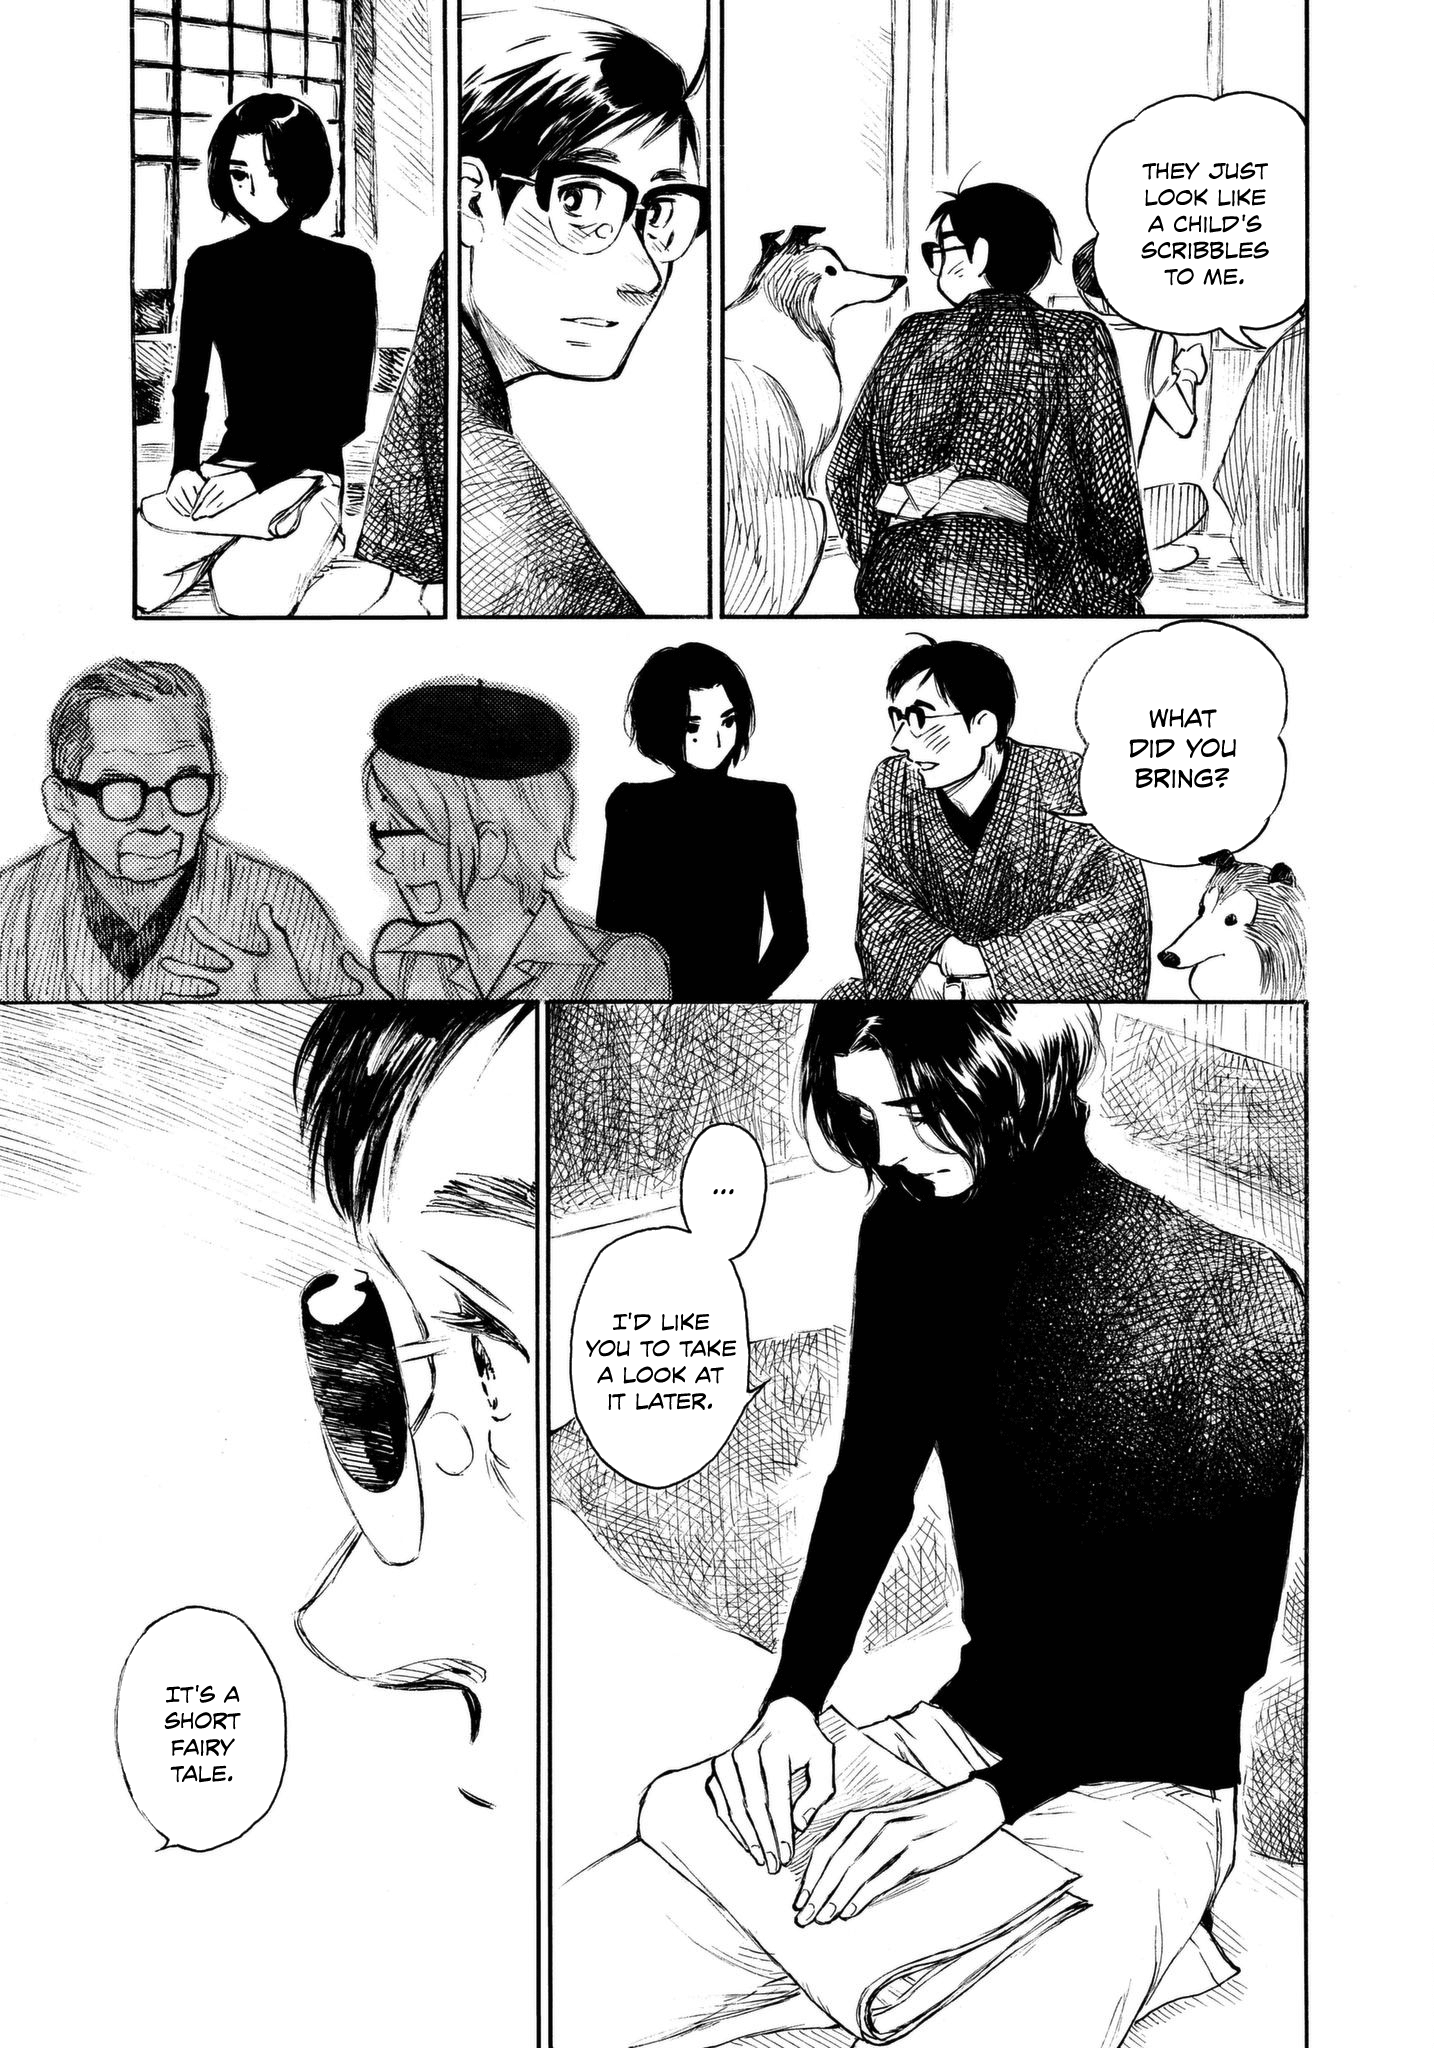 THEY JUST
LOOK LIKE
A CHILD'S
SCRIBBLES
TO ME.
WHAT
DID YOU
BRING?
...
I'D LIKE
YOU TO TAKE
A LOOK AT
IT LATER.
IT'S A
SHORT
FAIRY
TALE.